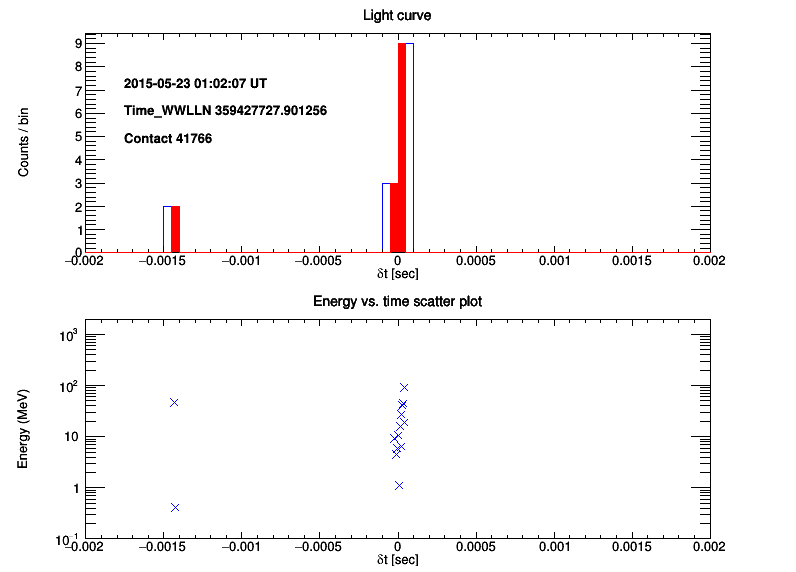 Light curve
Counts / bin
9
8
7
6
5
4
3
2
1
0
2015-05-23 01:02:07 UT
Time_WWLLN 359427727.901256
Contact 41766
−0.002 −0.0015 −0.001 −0.0005 0 0.0005 0.001 0.0015 0.002
δt [sec]
Energy vs. time scatter plot
Energy (MeV)
10³
10²
10
1
10⁻¹
−0.002 −0.0015 −0.001 −0.0005 0 0.0005 0.001 0.0015 0.002
δt [sec]